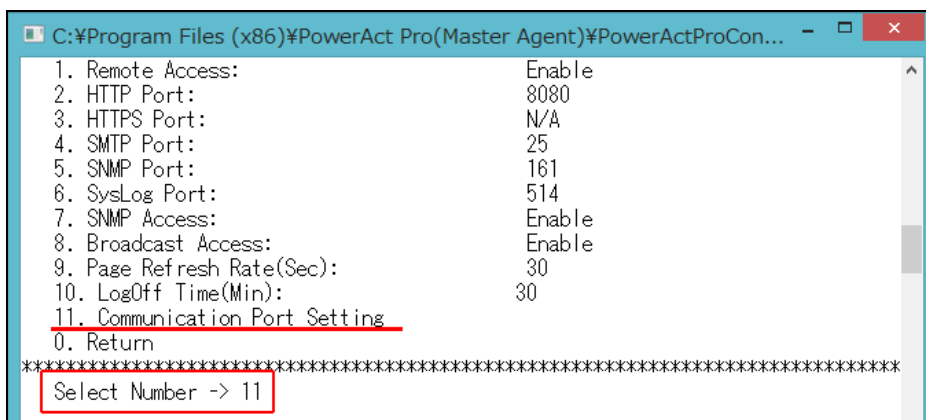 C:¥Program Files (x86)¥PowerAct Pro(Master Agent)¥PowerActProCon...
1. Remote Access: Enable
2. HTTP Port: 8080
3. HTTPS Port: N/A
4. SMTP Port: 25
5. SNMP Port: 161
6. SysLog Port: 514
7. SNMP Access: Enable
8. Broadcast Access: Enable
9. Page Refresh Rate(Sec): 30
10. LogOff Time(Min): 30
11. Communication Port Setting
0. Return
********************************************************************************
Select Number -> 11